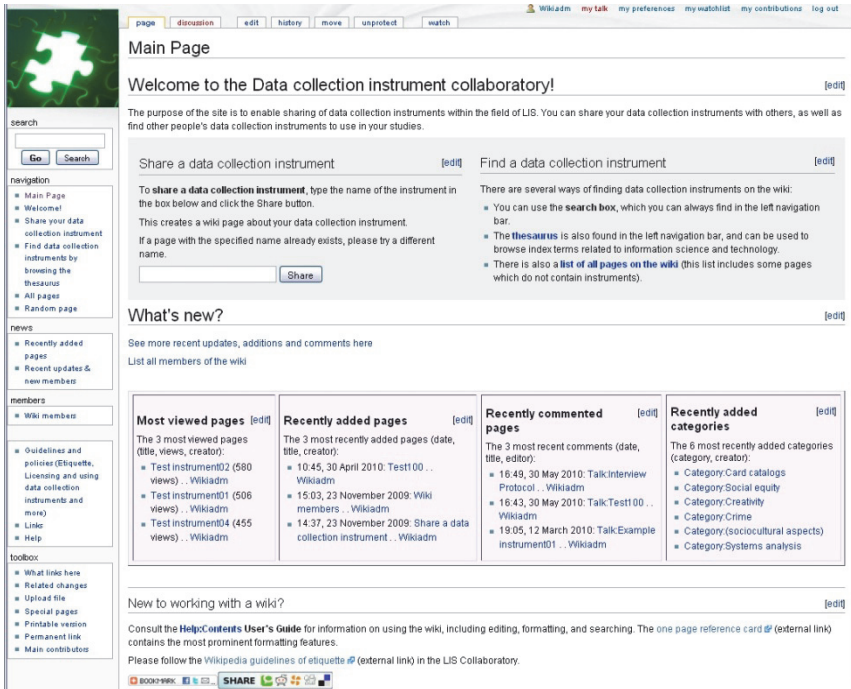 Wikiadm my talk my preferences my watchlist my contributions log out
page discussion edit history move unprotect watch
search
Go Search
navigation
Main Page
Welcome!
Share your data
collection instrument
Find data collection
instruments by
browsing the
thesaurus
All pages
Random page
news
Recently added
pages
Recent updates &
new members
members
Wiki members
Guidelines and
policies (Etiquette,
Licensing and using
data collection
instruments and
more)
Links
Help
toolbox
What links here
Related changes
Upload file
Special pages
Printable version
Permanent link
Main contributors
Main Page
Welcome to the Data collection instrument collaboratory! [edit]
The purpose of the site is to enable sharing of data collection instruments within the field of LIS. You can share your data collection instruments with others, as well as
find other people's data collection instruments to use in your studies.
Share a data collection instrument [edit]
To share a data collection instrument, type the name of the instrument in
the box below and click the Share button.
This creates a wiki page about your data collection instrument.
If a page with the specified name already exists, please try a different
name.
Share
Find a data collection instrument [edit]
There are several ways of finding data collection instruments on the wiki:
You can use the search box, which you can always find in the left navigation
bar.
The thesaurus is also found in the left navigation bar, and can be used to
browse index terms related to information science and technology.
There is also a list of all pages on the wiki (this list includes some pages
which do not contain instruments).
What's new? [edit]
See more recent updates, additions and comments here
List all members of the wiki
Most viewed pages [edit]
The 3 most viewed pages
(title, views, creator):
Test instrument02 (580
views) . . Wikiadm
Test instrument01 (506
views) . . Wikiadm
Test instrument04 (455
views) . . Wikiadm
Recently added pages [edit]
The 3 most recently added pages (date,
title, creator):
10:45, 30 April 2010: Test100 . .
Wikiadm
15:03, 23 November 2009: Wiki
members . . Wikiadm
14:37, 23 November 2009: Share a data
collection instrument . . Wikiadm
Recently commented [edit]
pages
The 3 most recent comments (date,
title, editor):
16:49, 30 May 2010: Talk:Interview
Protocol . . Wikiadm
16:43, 30 May 2010: Talk:Test100 . .
Wikiadm
19:05, 12 March 2010: Talk:Example
instrument01 . . Wikiadm
Recently added [edit]
categories
The 6 most recently added categories
(category, creator):
Category:Card catalogs
Category:Social equity
Category:Creativity
Category:Crime
Category:(sociocultural aspects)
Category:Systems analysis
New to working with a wiki? [edit]
Consult the Help:Contents User's Guide for information on using the wiki, including editing, formatting, and searching. The one page reference card (external link)
contains the most prominent formatting features.
Please follow the Wikipedia guidelines of etiquette (external link) in the LIS Collaboratory.
BOOKMARK SHARE